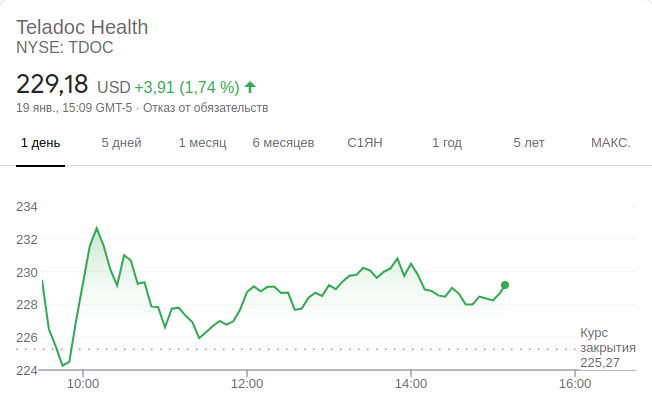 Teladoc Health
NYSE: TDOC
229,18 USD +3,91 (1,74 %)
19 янв., 15:09 GMT-5 · Отказ от обязательств
1 день 5 дней 1 месяц 6 месяцев С1ЯН 1 год 5 лет МАКС.
234
232
230
228
226
224
Курс
закрытия
225,27
10:00 12:00 14:00 16:00